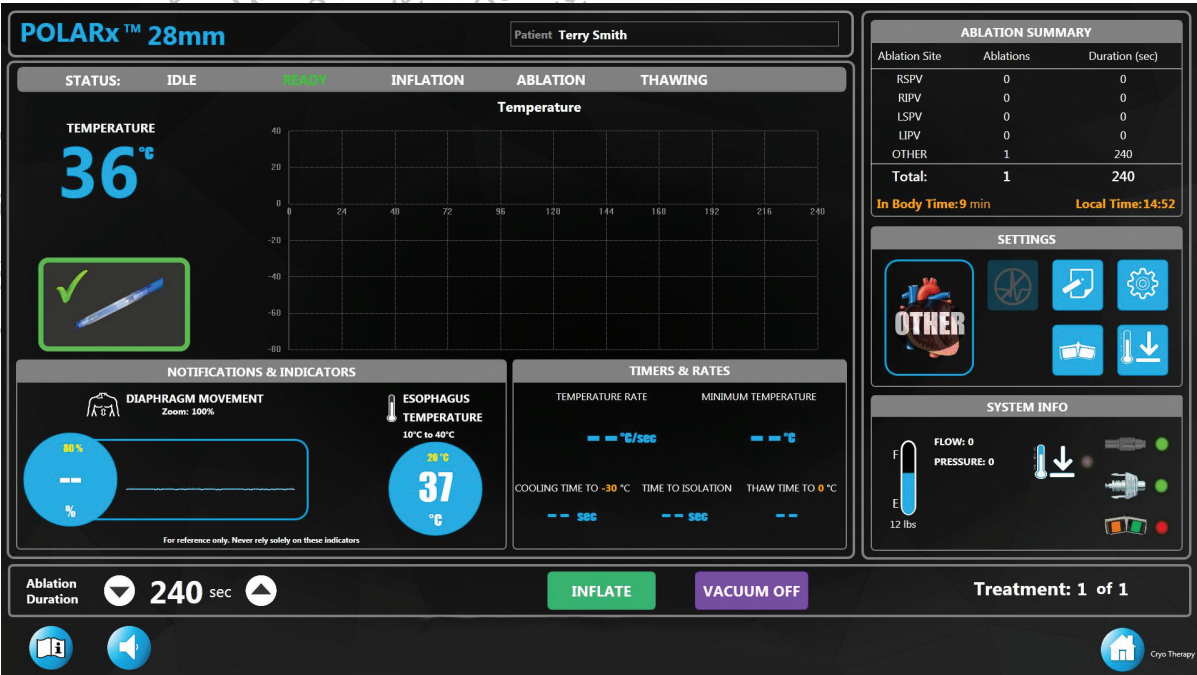 POLARx™ 28mm
Patient Terry Smith
STATUS: IDLE READY INFLATION ABLATION THAWING
TEMPERATURE
36 °C
Temperature
40
20
0
0 24 48 72 96 120 144 168 192 216 240
-20
-40
-60
-80
NOTIFICATIONS & INDICATORS
DIAPHRAGM MOVEMENT
Zoom: 100%
80 %
--
%
ESOPHAGUS
TEMPERATURE
10°C to 40°C
20 °C
37
°C
For reference only. Never rely solely on these indicators
TIMERS & RATES
TEMPERATURE RATE MINIMUM TEMPERATURE
-- °C/sec -- °C
COOLING TIME TO -30 °C TIME TO ISOLATION THAW TIME TO 0 °C
-- sec -- sec --
ABLATION SUMMARY
Ablation Site Ablations Duration (sec)
RSPV 0 0
RIPV 0 0
LSPV 0 0
LIPV 0 0
OTHER 1 240
Total: 1 240
In Body Time: 9 min Local Time: 14:52
SETTINGS
OTHER
SYSTEM INFO
F
E
12 lbs
FLOW: 0
PRESSURE: 0
Ablation
Duration
240 sec
INFLATE
VACUUM OFF
Treatment: 1 of 1
Cryo Therapy